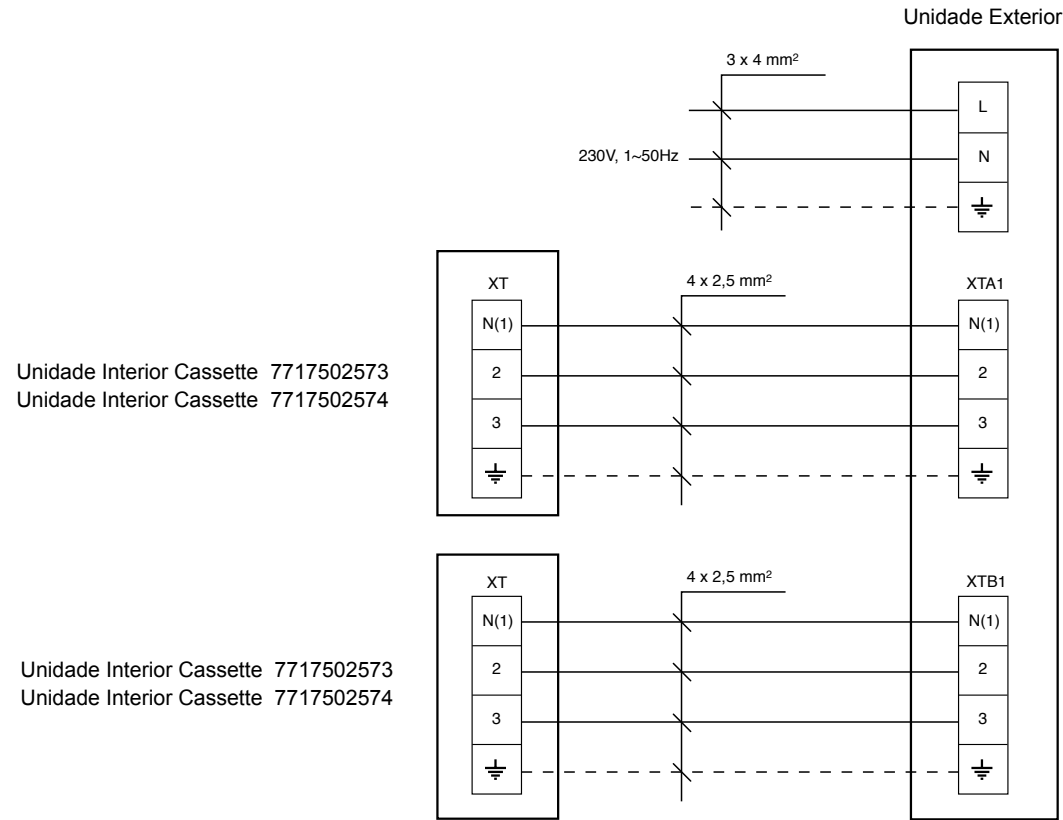 Unidade Exterior
3 x 4 mm²
L
230V, 1~50Hz
N
XT
4 x 2,5 mm²
XTA1
N(1)
N(1)
Unidade Interior Cassette 7717502573
2
2
Unidade Interior Cassette 7717502574
3
3
XT
4 x 2,5 mm²
XTB1
N(1)
N(1)
Unidade Interior Cassette 7717502573
2
2
Unidade Interior Cassette 7717502574
3
3